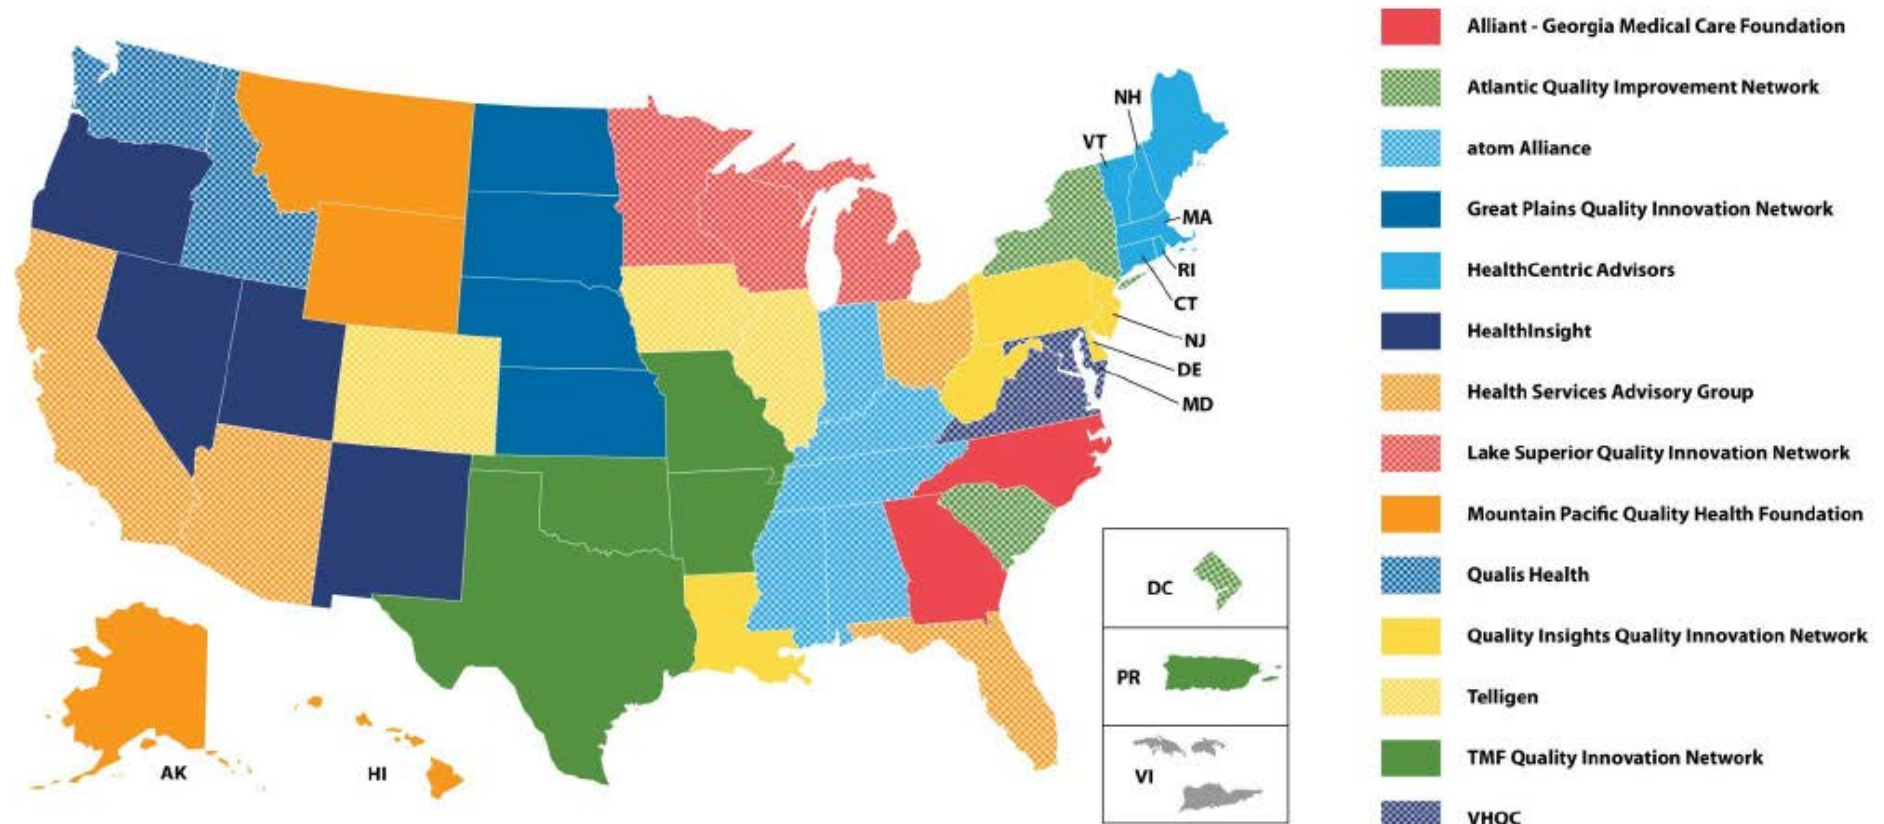 NH
VT
MA
RI
CT
NJ
DE
MD
DC
PR
VI
AK
HI
Alliant - Georgia Medical Care Foundation
Atlantic Quality Improvement Network
atom Alliance
Great Plains Quality Innovation Network
HealthCentric Advisors
HealthInsight
Health Services Advisory Group
Lake Superior Quality Innovation Network
Mountain Pacific Quality Health Foundation
Qualis Health
Quality Insights Quality Innovation Network
Telligen
TMF Quality Innovation Network
VHQC